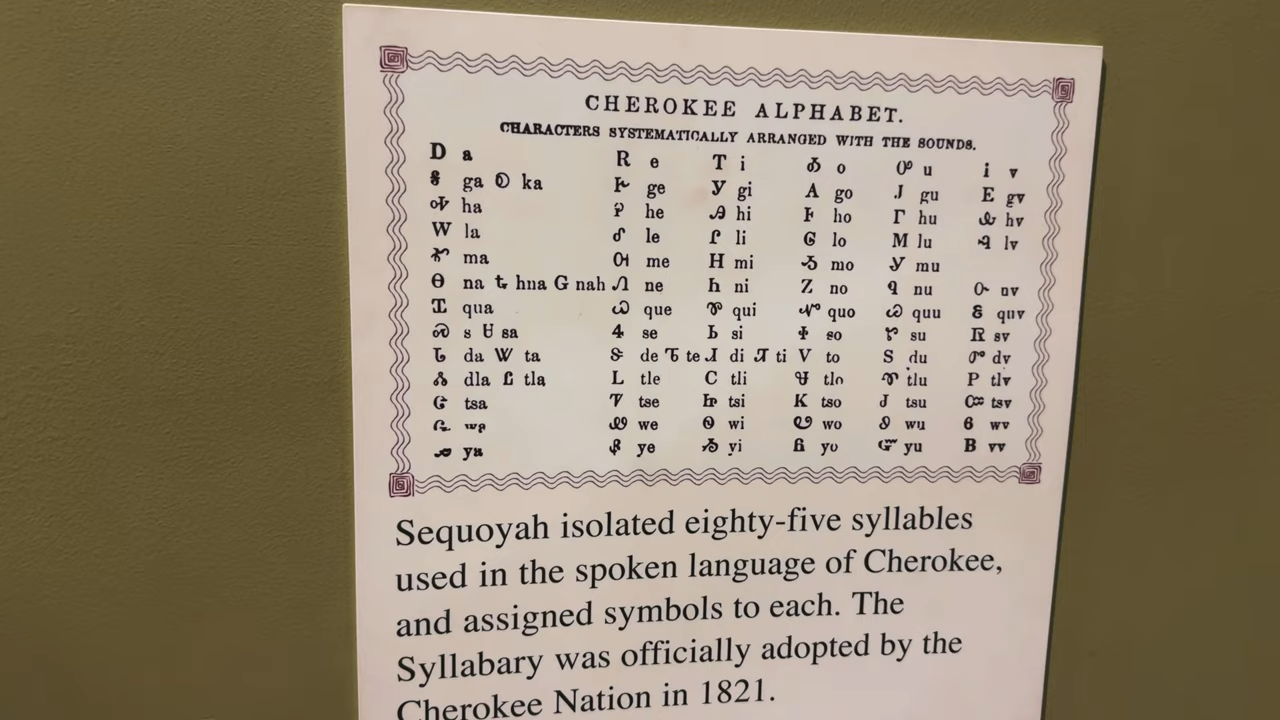 CHEROKEE ALPHABET.
CHARACTERS SYSTEMATICALLY ARRANGED WITH THE SOUNDS.
Ꭰ a Ꭱ e Ꭲ i Ꭳ o Ꭴ u Ꭵ v
Ꭶ ga Ꭷ ka Ꭸ ge Ꭹ gi Ꭺ go Ꭻ gu Ꭼ gv
Ꭽ ha Ꭾ he Ꭿ hi Ꮀ ho Ꮁ hu Ꮂ hv
Ꮃ la Ꮄ le Ꮅ li Ꮆ lo Ꮇ lu Ꮈ lv
Ꮉ ma Ꮊ me Ꮋ mi Ꮌ mo Ꮍ mu
Ꮎ na Ꮏ hna Ꮐ nah Ꮑ ne Ꮒ ni Ꮓ no Ꮔ nu Ꮕ nv
Ꮖ qua Ꮗ que Ꮘ qui Ꮙ quo Ꮚ quu Ꮛ quv
Ꮝ s Ꮜ sa Ꮞ se Ꮟ si Ꮠ so Ꮡ su Ꮢ sv
Ꮣ da Ꮤ ta Ꮥ de Ꮦ te Ꮧ di Ꮨ ti Ꮩ to Ꮪ du Ꮫ dv
Ꮬ dla Ꮭ tla Ꮮ tle Ꮯ tli Ꮰ tlo Ꮱ tlu Ꮲ tlv
Ꮳ tsa Ꮴ tse Ꮵ tsi Ꮶ tso Ꮷ tsu Ꮸ tsv
Ꮹ wa Ꮺ we Ꮻ wi Ꮼ wo Ꮽ wu Ꮾ wv
Ꮿ ya Ᏸ ye Ᏹ yi Ᏺ yo Ᏻ yu Ᏼ yv
Sequoyah isolated eighty-five syllables
used in the spoken language of Cherokee,
and assigned symbols to each. The
Syllabary was officially adopted by the
Cherokee Nation in 1821.